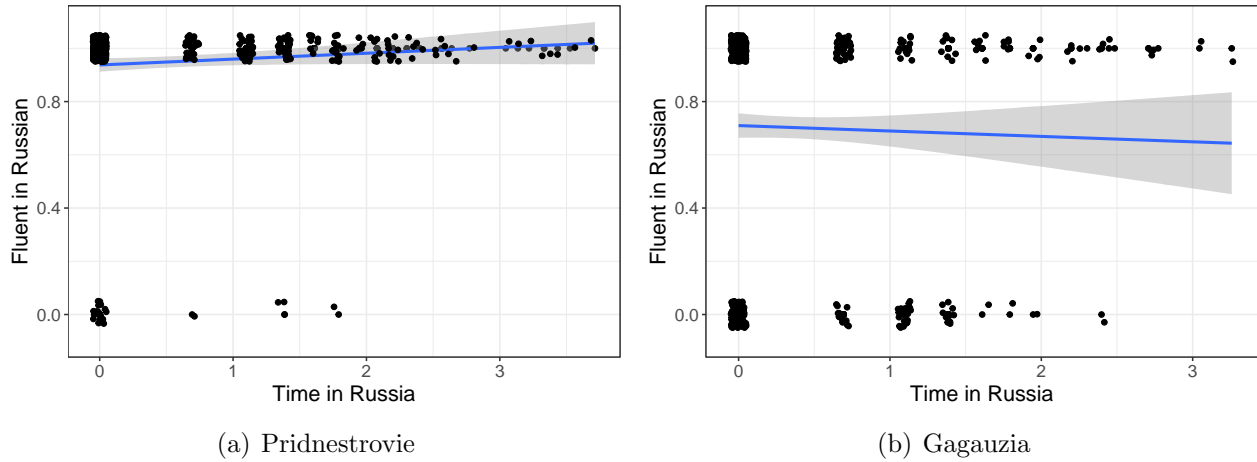 Fluent in Russian
0.8
0.4
0.0
0 1 2 3
Time in Russia
(a) Pridnestrovie
Fluent in Russian
0.8
0.4
0.0
0 1 2 3
Time in Russia
(b) Gagauzia